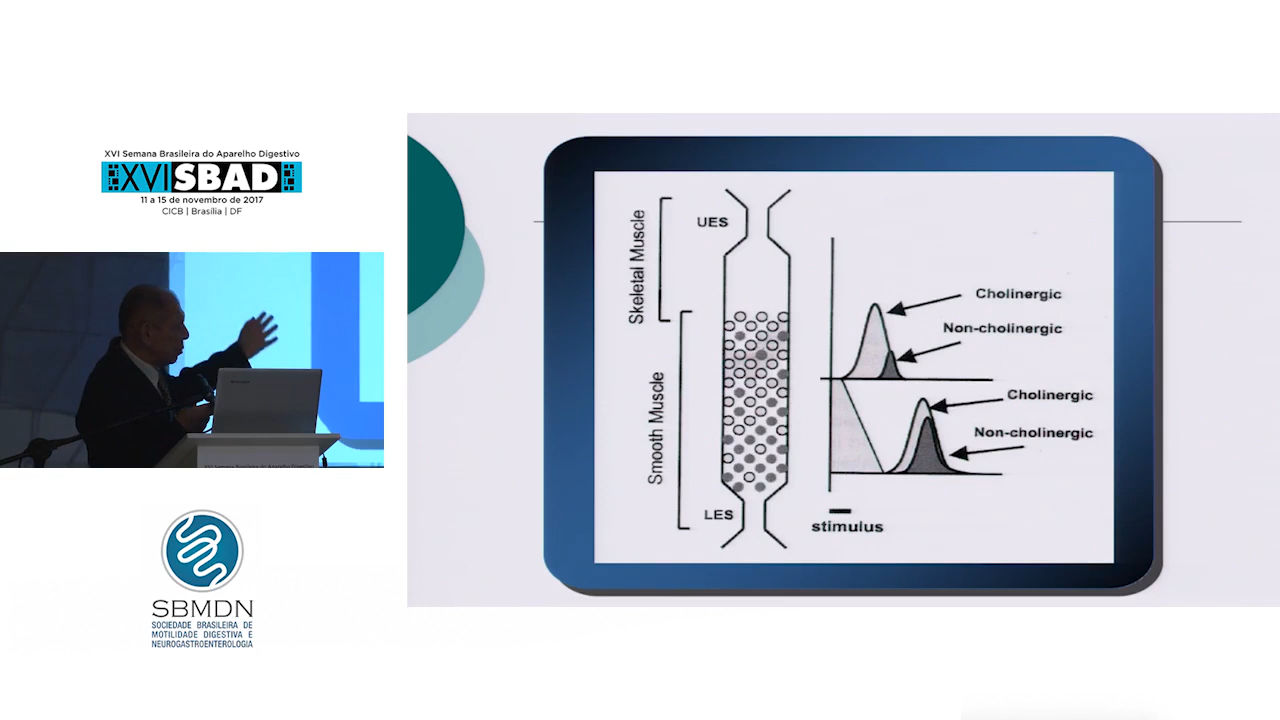 XVI Semana Brasileira do Aparelho Digestivo
XVI SBAD
11 a 15 de novembro de 2017
CICB | Brasília | DF
SBMDN
SOCIEDADE BRASILEIRA DE
MOTILIDADE DIGESTIVA E
NEUROGASTROENTEROLOGIA
Skeletal Muscle
UES
Smooth Muscle
LES
Cholinergic
Non-cholinergic
Cholinergic
Non-cholinergic
stimulus